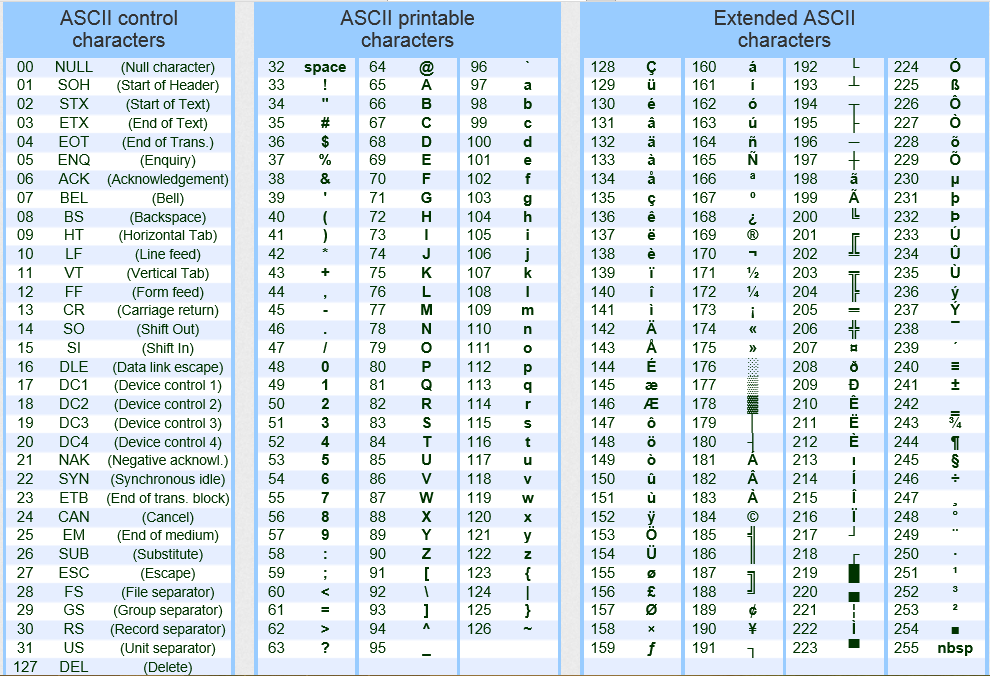 ASCII control
characters
00 NULL (Null character)
01 SOH (Start of Header)
02 STX (Start of Text)
03 ETX (End of Text)
04 EOT (End of Trans.)
05 ENQ (Enquiry)
06 ACK (Acknowledgement)
07 BEL (Bell)
08 BS (Backspace)
09 HT (Horizontal Tab)
10 LF (Line feed)
11 VT (Vertical Tab)
12 FF (Form feed)
13 CR (Carriage return)
14 SO (Shift Out)
15 SI (Shift In)
16 DLE (Data link escape)
17 DC1 (Device control 1)
18 DC2 (Device control 2)
19 DC3 (Device control 3)
20 DC4 (Device control 4)
21 NAK (Negative acknowl.)
22 SYN (Synchronous idle)
23 ETB (End of trans. block)
24 CAN (Cancel)
25 EM (End of medium)
26 SUB (Substitute)
27 ESC (Escape)
28 FS (File separator)
29 GS (Group separator)
30 RS (Record separator)
31 US (Unit separator)
127 DEL (Delete)
ASCII printable
characters
32 space 64 @ 96 `
33 ! 65 A 97 a
34 " 66 B 98 b
35 # 67 C 99 c
36 $ 68 D 100 d
37 % 69 E 101 e
38 & 70 F 102 f
39 ' 71 G 103 g
40 ( 72 H 104 h
41 ) 73 I 105 i
42 * 74 J 106 j
43 + 75 K 107 k
44 , 76 L 108 l
45 - 77 M 109 m
46 . 78 N 110 n
47 / 79 O 111 o
48 0 80 P 112 p
49 1 81 Q 113 q
50 2 82 R 114 r
51 3 83 S 115 s
52 4 84 T 116 t
53 5 85 U 117 u
54 6 86 V 118 v
55 7 87 W 119 w
56 8 88 X 120 x
57 9 89 Y 121 y
58 : 90 Z 122 z
59 ; 91 [ 123 {
60 < 92 \ 124 |
61 = 93 ] 125 }
62 > 94 ^ 126 ~
63 ? 95 _
Extended ASCII
characters
128 Ç 160 á 192 └ 224 Ó
129 ü 161 í 193 ┴ 225 ß
130 é 162 ó 194 ┬ 226 Ô
131 â 163 ú 195 ├ 227 Ò
132 ä 164 ñ 196 ─ 228 õ
133 à 165 Ñ 197 ┼ 229 Õ
134 å 166 ª 198 ã 230 µ
135 ç 167 º 199 Ã 231 þ
136 ê 168 ¿ 200 ╚ 232 Þ
137 ë 169 ® 201 ╔ 233 Ú
138 è 170 ¬ 202 ╩ 234 Û
139 ï 171 ½ 203 ╦ 235 Ù
140 î 172 ¼ 204 ╠ 236 ý
141 ì 173 ¡ 205 ═ 237 Ý
142 Ä 174 « 206 ╬ 238 ¯
143 Å 175 » 207 ¤ 239 ´
144 É 176 ░ 208 ð 240 ≡
145 æ 177 ▒ 209 Ð 241 ±
146 Æ 178 ▓ 210 Ê 242 ‗
147 ô 179 │ 211 Ë 243 ¾
148 ö 180 ┤ 212 È 244 ¶
149 ò 181 Á 213 ı 245 §
150 û 182 Â 214 Í 246 ÷
151 ù 183 À 215 Î 247 ¸
152 ÿ 184 © 216 Ï 248 °
153 Ö 185 ╣ 217 ┘ 249 ¨
154 Ü 186 ║ 218 ┌ 250 ·
155 ø 187 ╗ 219 █ 251 ¹
156 £ 188 ╝ 220 ▄ 252 ³
157 Ø 189 ¢ 221 ¦ 253 ²
158 × 190 ¥ 222 Ì 254 ■
159 ƒ 191 ┐ 223 ▀ 255 nbsp